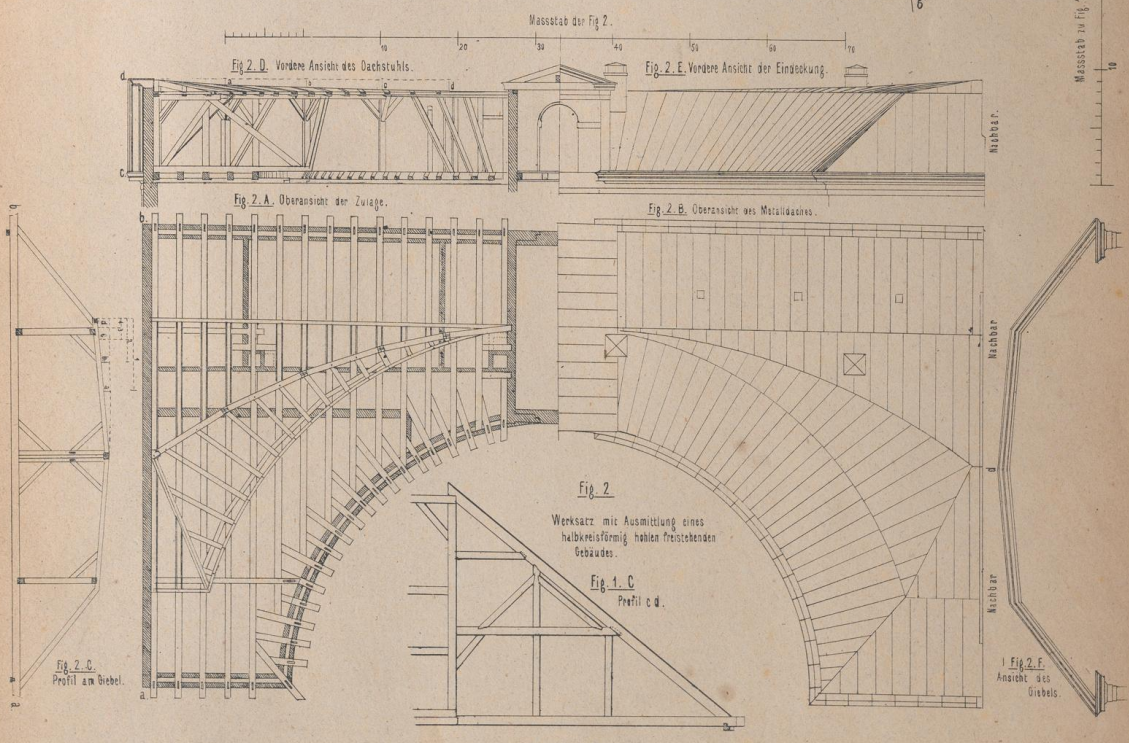 6
Massstab der Fig 2.
10 20 30 40 50 60 70
Massstab zu Fig.
10
Fig 2. D. Vordere Ansicht des Dachstuhls.
Fig. 2. E. Vordere Ansicht der Eindeckung.
d
a b c d
c.
Nachbar.
Fig. 2. A. Oberansicht der Zulage.
Fig. 2. B. Oberansicht des Metalldaches.
b
b.
Nachbar
d
Fig. 2
Werksatz mit Ausmittlung eines
halbkreisförmig hohlen freistehenden
Gebäudes.
Fig. 1. C
Profil c d.
Nachbar
Fig. 2. C.
Profil am Giebel.
a
a
Fig. 2. F.
Ansicht des
Giebels.